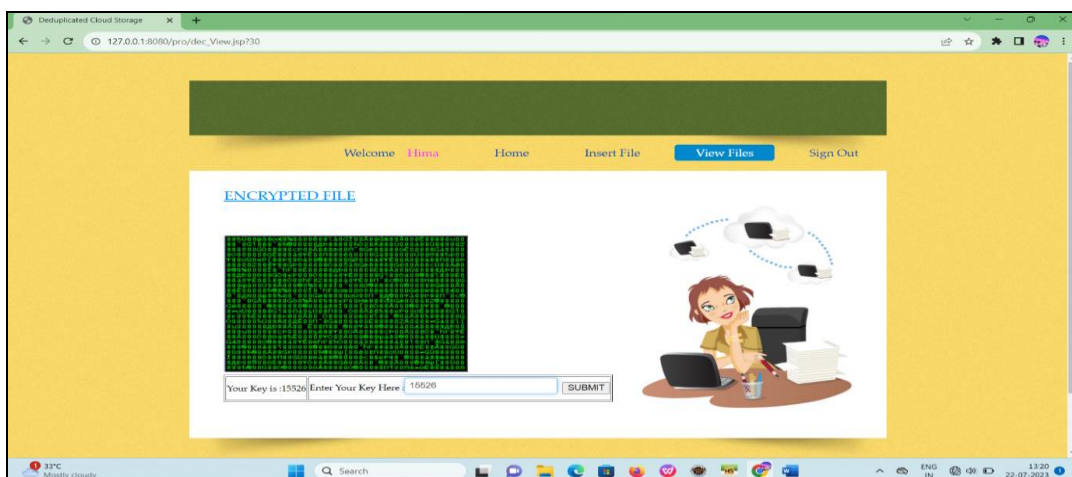 Deduplicated Cloud Storage
127.0.0.1:8080/pro/dec_View.jsp?30
Welcome Hima Home Insert File View Files Sign Out
ENCRYPTED FILE
Your Key is :15526 Enter Your Key Here : 15526 SUBMIT
1 33°C
Mostly cloudy
Search
ENG
IN
13:20
22-07-2023